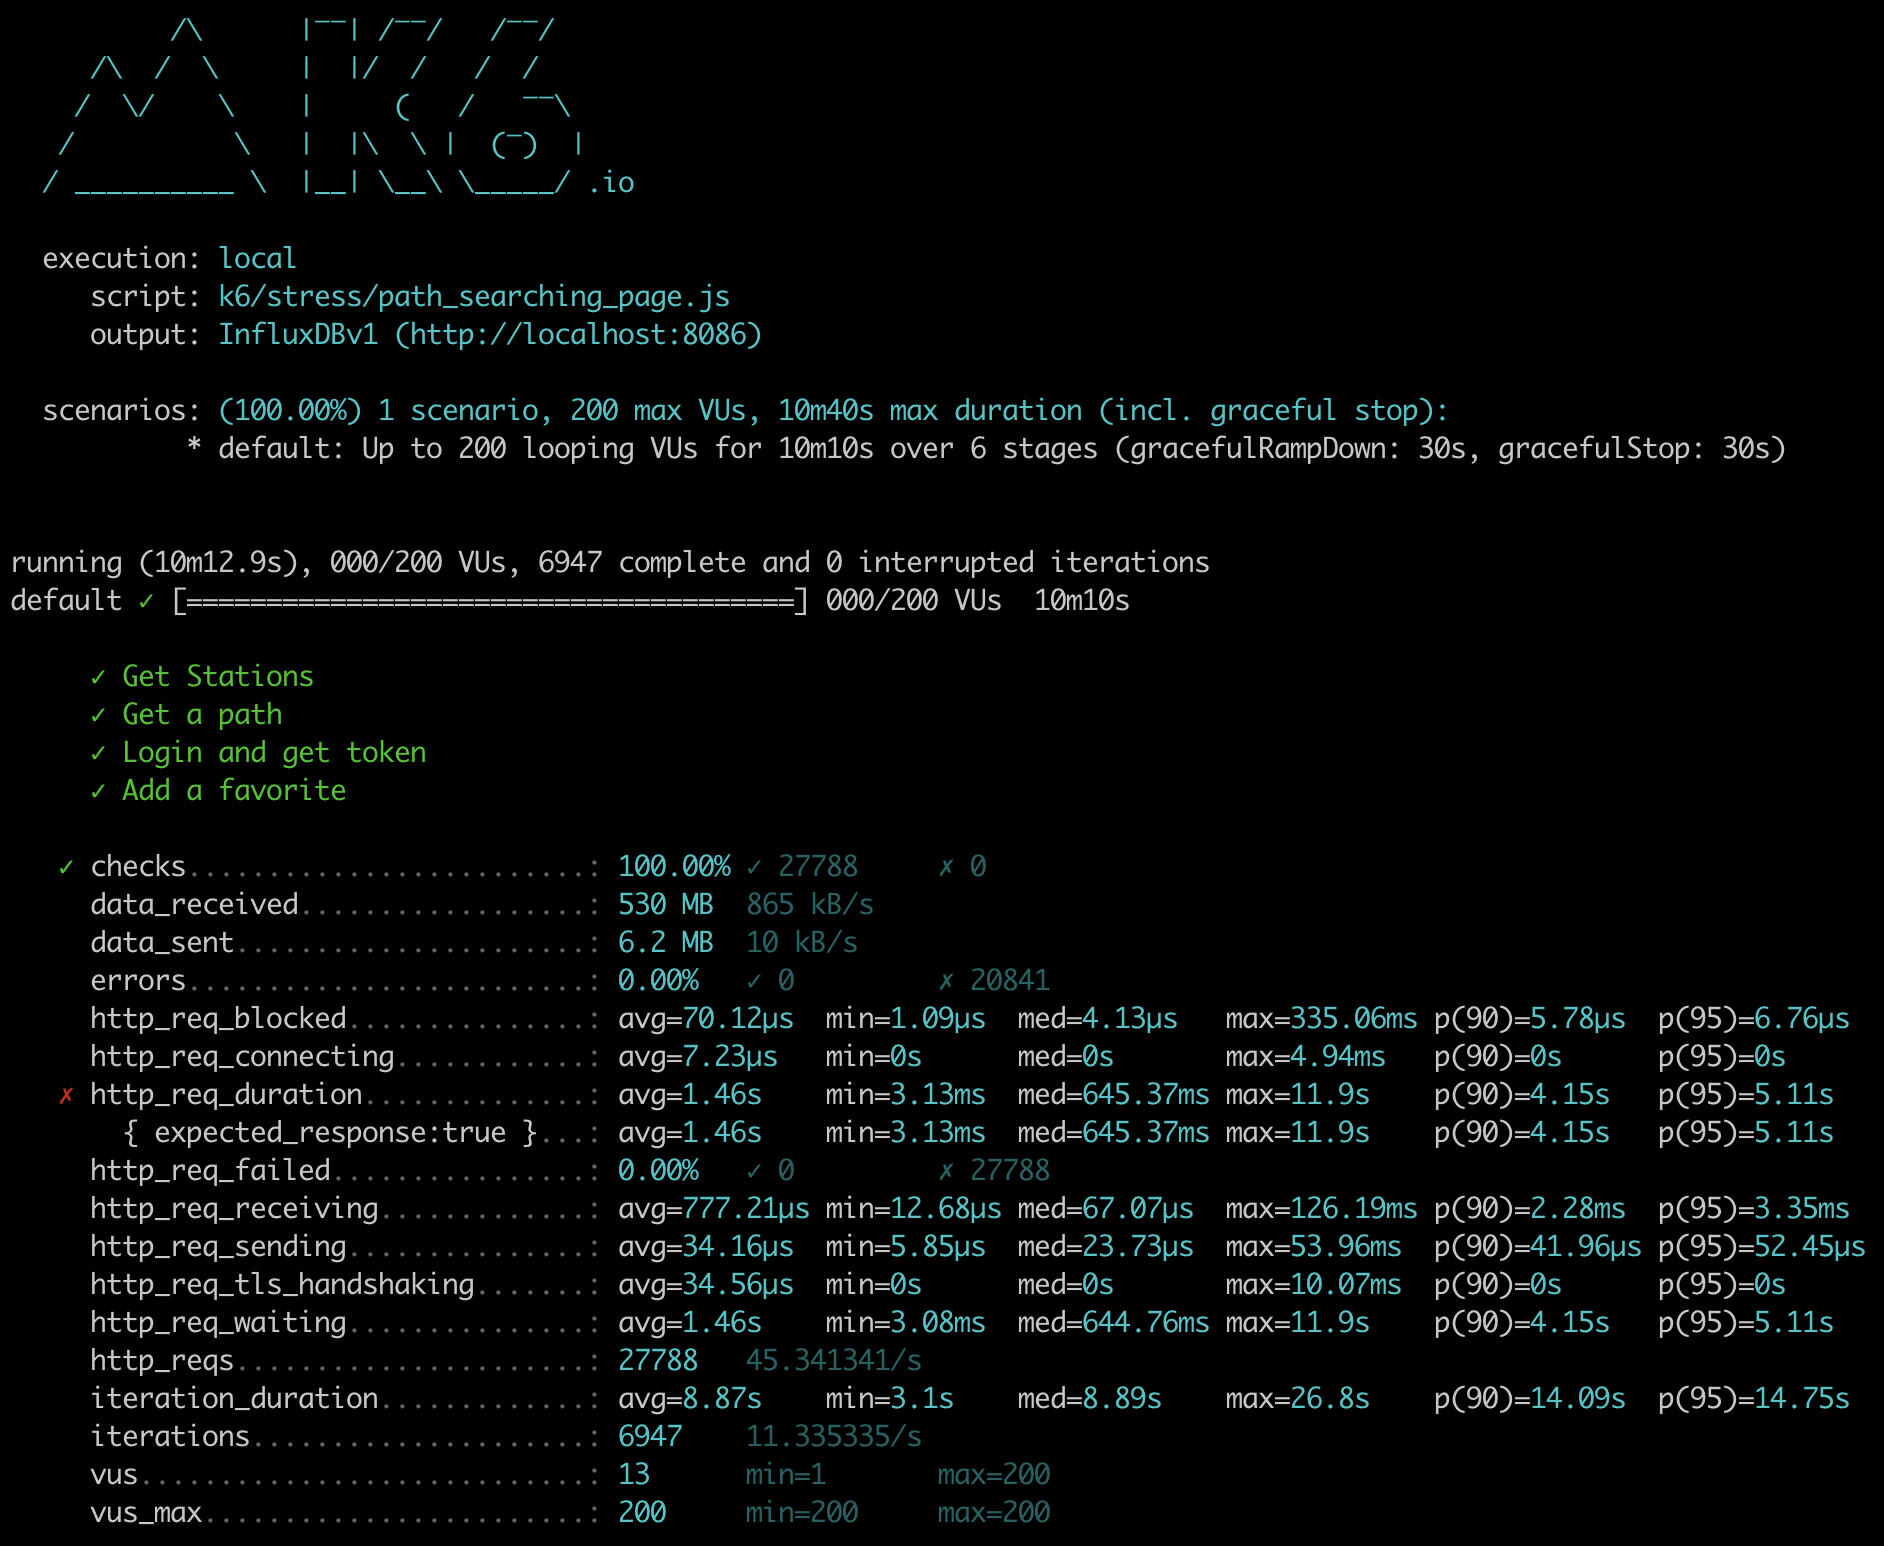 /\      |‾‾| /‾‾/   /‾‾/
     /\  /  \     |  |/  /   /  /
    /  \/    \    |     (   /   ‾‾\
   /          \   |  |\  \ |  (‾)  |
  / __________ \  |__| \__\ \_____/ .io
  execution: local
     script: k6/stress/path_searching_page.js
     output: InfluxDBv1 (http://localhost:8086)
  scenarios: (100.00%) 1 scenario, 200 max VUs, 10m40s max duration (incl. graceful stop):
           * default: Up to 200 looping VUs for 10m10s over 6 stages (gracefulRampDown: 30s, gracefulStop: 30s)
running (10m12.9s), 000/200 VUs, 6947 complete and 0 interrupted iterations
default ✓ [======================================] 000/200 VUs  10m10s
     ✓ Get Stations
     ✓ Get a path
     ✓ Login and get token
     ✓ Add a favorite
   ✓ checks.........................: 100.00% ✓ 27788     ✗ 0
     data_received..................: 530 MB  865 kB/s
     data_sent......................: 6.2 MB  10 kB/s
     errors.........................: 0.00%   ✓ 0         ✗ 20841
     http_req_blocked...............: avg=70.12µs  min=1.09µs  med=4.13µs   max=335.06ms p(90)=5.78µs  p(95)=6.76µs
     http_req_connecting............: avg=7.23µs   min=0s      med=0s       max=4.94ms   p(90)=0s      p(95)=0s
   ✗ http_req_duration..............: avg=1.46s    min=3.13ms  med=645.37ms max=11.9s    p(90)=4.15s   p(95)=5.11s
       { expected_response:true }...: avg=1.46s    min=3.13ms  med=645.37ms max=11.9s    p(90)=4.15s   p(95)=5.11s
     http_req_failed................: 0.00%   ✓ 0         ✗ 27788
     http_req_receiving.............: avg=777.21µs min=12.68µs med=67.07µs  max=126.19ms p(90)=2.28ms  p(95)=3.35ms
     http_req_sending...............: avg=34.16µs  min=5.85µs  med=23.73µs  max=53.96ms  p(90)=41.96µs p(95)=52.45µs
     http_req_tls_handshaking.......: avg=34.56µs  min=0s      med=0s       max=10.07ms  p(90)=0s      p(95)=0s
     http_req_waiting...............: avg=1.46s    min=3.08ms  med=644.76ms max=11.9s    p(90)=4.15s   p(95)=5.11s
     http_reqs......................: 27788   45.341341/s
     iteration_duration.............: avg=8.87s    min=3.1s    med=8.89s    max=26.8s    p(90)=14.09s  p(95)=14.75s
     iterations.....................: 6947    11.335335/s
     vus............................: 13      min=1       max=200
     vus_max........................: 200     min=200     max=200